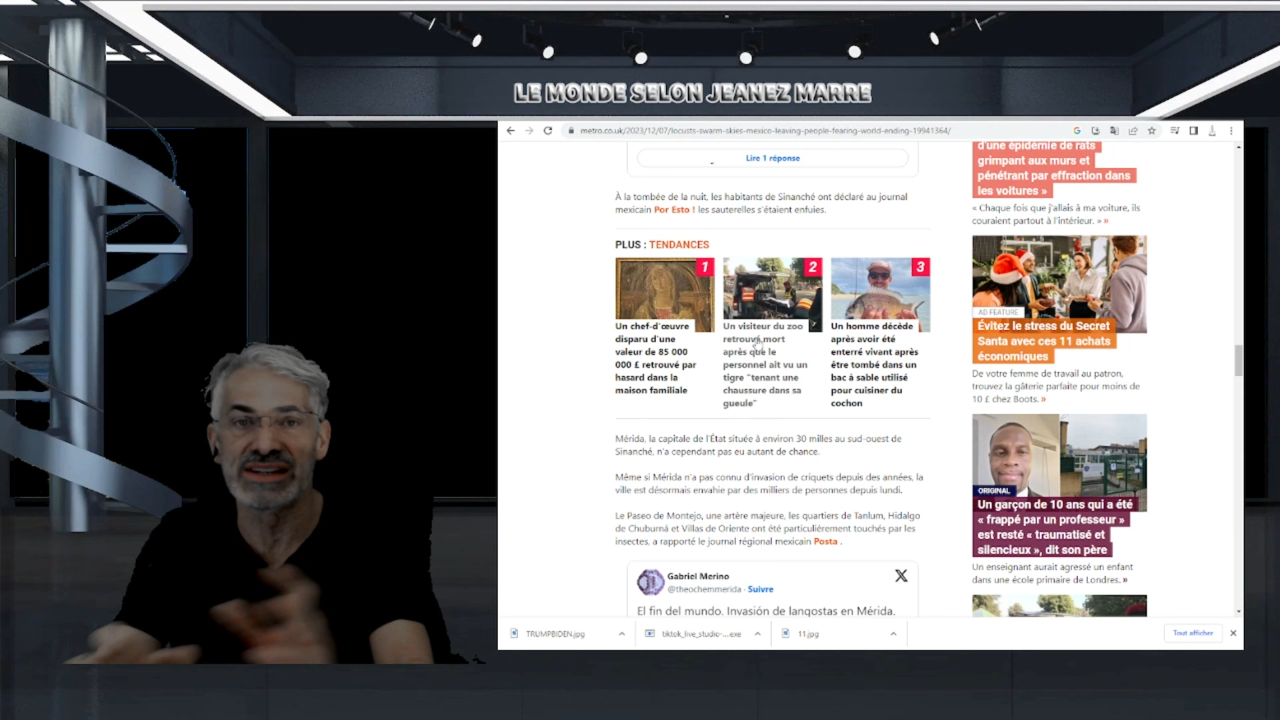 LE MONDE SELON JEANEZ MARRE
metro.co.uk/2023/12/07/locusts-swarm-skies-mexico-leaving-people-fearing-world-ending-19941364/
Lire 1 réponse
À la tombée de la nuit, les habitants de Sinanché ont déclaré au journal
mexicain Por Esto ! les sauterelles s'étaient enfuies.
PLUS : TENDANCES
1
Un chef-d'œuvre
disparu d'une
valeur de 85 000
000 £ retrouvé par
hasard dans la
maison familiale
2
Un visiteur du zoo
retrouvé mort
après que le
personnel ait vu un
tigre "tenant une
chaussure dans sa
gueule"
3
Un homme décède
après avoir été
enterré vivant après
être tombé dans un
bac à sable utilisé
pour cuisiner du
cochon
Mérida, la capitale de l'État située à environ 30 milles au sud-ouest de
Sinanché, n'a cependant pas eu autant de chance.
Même si Mérida n'a pas connu d'invasion de criquets depuis des années, la
ville est désormais envahie par des milliers de personnes depuis lundi.
Le Paseo de Montejo, une artère majeure, les quartiers de Tanlum, Hidalgo
de Chuburná et Villas de Oriente ont été particulièrement touchés par les
insectes, a rapporté le journal régional mexicain Posta .
Gabriel Merino
@theochemmerida · Suivre
El fin del mundo. Invasión de langostas en Mérida.
d'une épidémie de rats
grimpant aux murs et
pénétrant par effraction dans
les voitures »
« Chaque fois que j'allais à ma voiture, ils
couraient partout à l'intérieur. » »
AD FEATURE
Évitez le stress du Secret
Santa avec ces 11 achats
économiques
De votre femme de travail au patron,
trouvez la gâterie parfaite pour moins de
10 £ chez Boots. »
ORIGINAL
Un garçon de 10 ans qui a été
« frappé par un professeur »
est resté « traumatisé et
silencieux », dit son père
Un enseignant aurait agressé un enfant
dans une école primaire de Londres. »
TRUMPBIDEN.jpg
tiktok_live_studio-....exe
11.jpg
Tout afficher